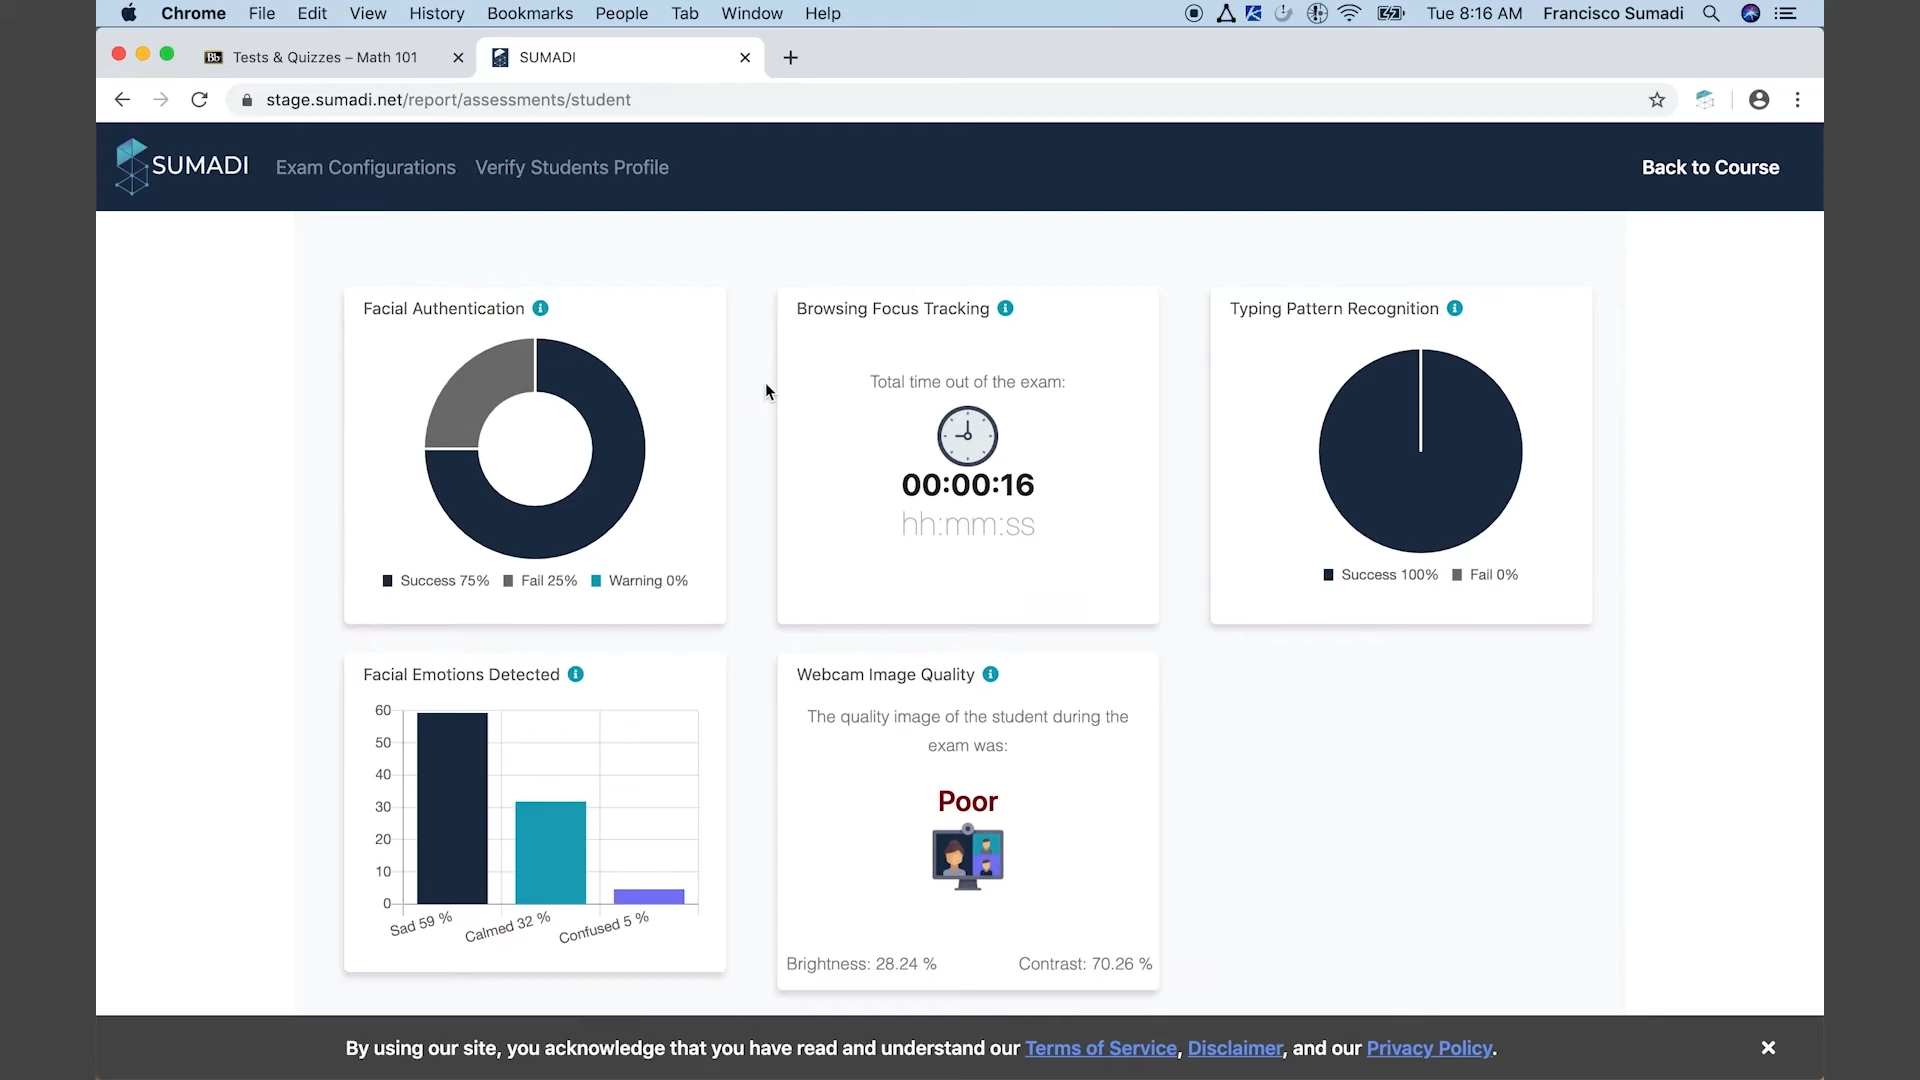 Chrome File Edit View History Bookmarks People Tab Window Help Tue 8:16 AM Francisco Sumadi
Bb Tests & Quizzes – Math 101 SUMADI
stage.sumadi.net/report/assessments/student
SUMADI Exam Configurations Verify Students Profile Back to Course
Facial Authentication
Success 75% Fail 25% Warning 0%
Browsing Focus Tracking
Total time out of the exam:
00:00:16
hh:mm:ss
Typing Pattern Recognition
Success 100% Fail 0%
Facial Emotions Detected
60
50
40
30
20
10
0
Sad 59 % Calmed 32 % Confused 5 %
Webcam Image Quality
The quality image of the student during the
exam was:
Poor
Brightness: 28.24 % Contrast: 70.26 %
By using our site, you acknowledge that you have read and understand our Terms of Service, Disclaimer, and our Privacy Policy.